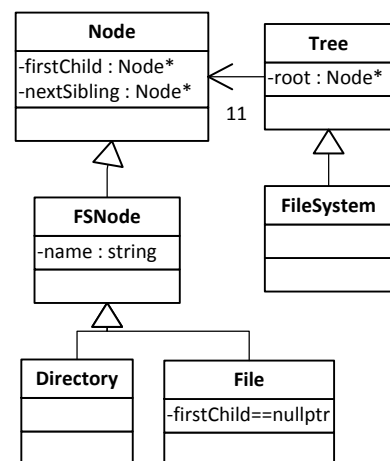 Node
-firstChild : Node*
-nextSibling : Node*
Tree
-root : Node*
11
FSNode
-name : string
FileSystem
Directory
File
-firstChild==nullptr